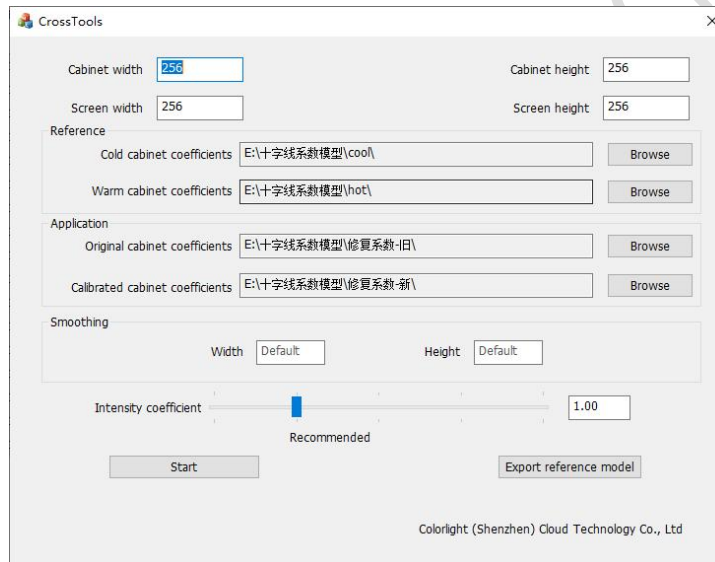 CrossTools
Cabinet width 256 Cabinet height 256
Screen width 256 Screen height 256
Reference
Cold cabinet coefficients E:\十字线系数模型\cool\ Browse
Warm cabinet coefficients E:\十字线系数模型\hot\ Browse
Application
Original cabinet coefficients E:\十字线系数模型\修复系数-旧\ Browse
Calibrated cabinet coefficients E:\十字线系数模型\修复系数-新\ Browse
Smoothing
Width Default Height Default
Intensity coefficient 1.00
Recommended
Start Export reference model
Colorlight (Shenzhen) Cloud Technology Co., Ltd